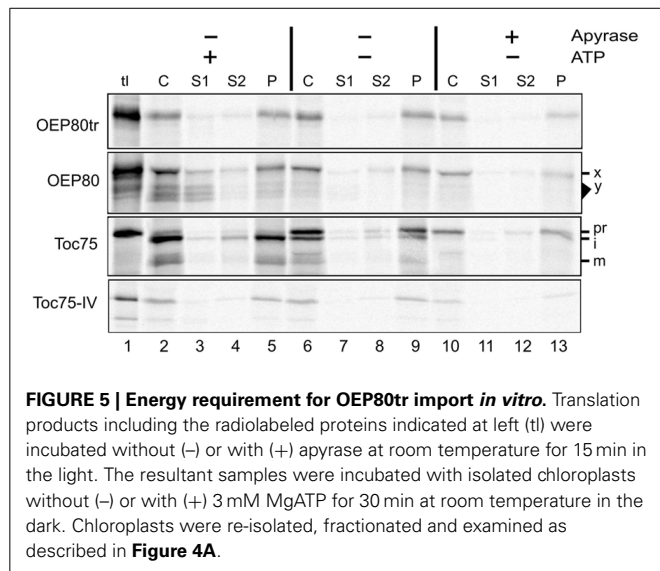 – – + Apyrase
+ – – ATP
tl C S1 S2 P C S1 S2 P C S1 S2 P
OEP80tr
OEP80 x
y
Toc75 pr
i
m
Toc75-IV
1 2 3 4 5 6 7 8 9 10 11 12 13
FIGURE 5 | Energy requirement for OEP80tr import in vitro. Translation
products including the radiolabeled proteins indicated at left (tl) were
incubated without (–) or with (+) apyrase at room temperature for 15 min in
the light. The resultant samples were incubated with isolated chloroplasts
without (–) or with (+) 3 mM MgATP for 30 min at room temperature in the
dark. Chloroplasts were re-isolated, fractionated and examined as
described in Figure 4A.